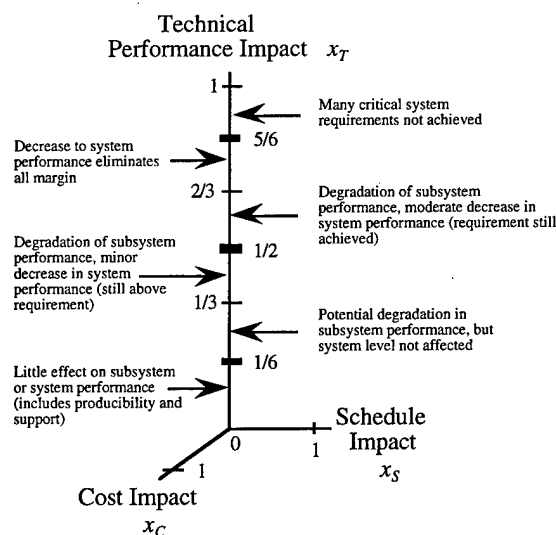 Technical
Performance Impact x_T
1
Many critical system
requirements not achieved
5/6
Decrease to system
performance eliminates
all margin
2/3
Degradation of subsystem
performance, moderate decrease in
system performance (requirement still
achieved)
1/2
Degradation of subsystem
performance, minor
decrease in system
performance (still above
requirement)
1/3
Potential degradation in
subsystem performance, but
system level not affected
1/6
Little effect on subsystem
or system performance
(includes producibility and
support)
Schedule
Impact
x_S
0
1
1
Cost Impact
x_C